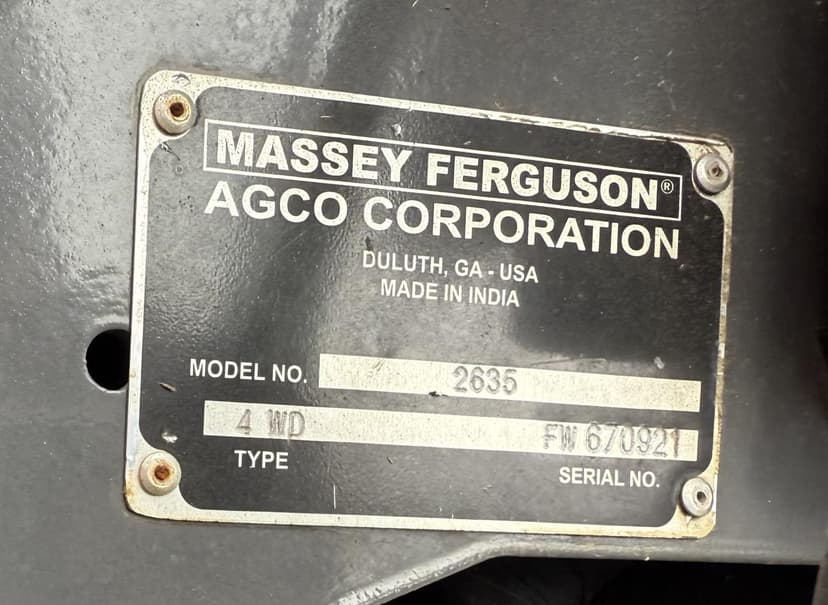 MASSEY FERGUSON®
AGCO CORPORATION
DULUTH, GA - USA
MADE IN INDIA
MODEL NO. 2635
4 WD FW 670921
TYPE SERIAL NO.